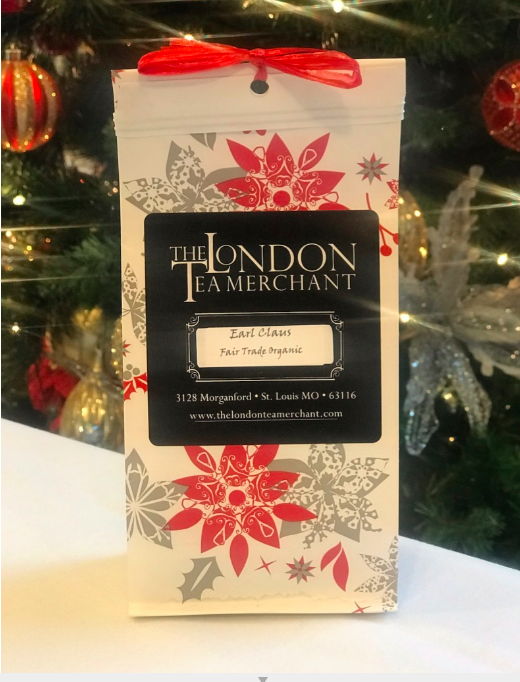 THE LONDON
TEA MERCHANT
Earl Claus
Fair Trade Organic
3128 Morganford • St. Louis MO • 63116
www.thelondonteamerchant.com